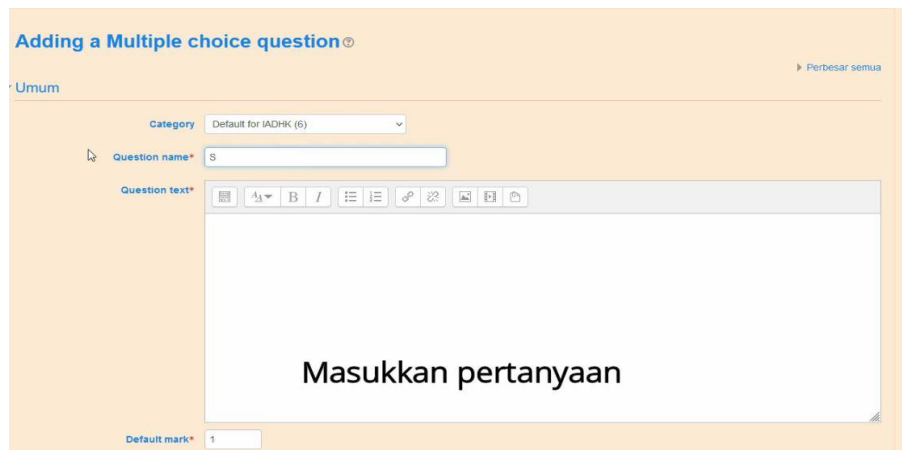 Adding a Multiple choice question
Perbesar semua
Umum
Category Default for IADHK (6)
Question name* S
Question text*
B I
Masukkan pertanyaan
Default mark* 1